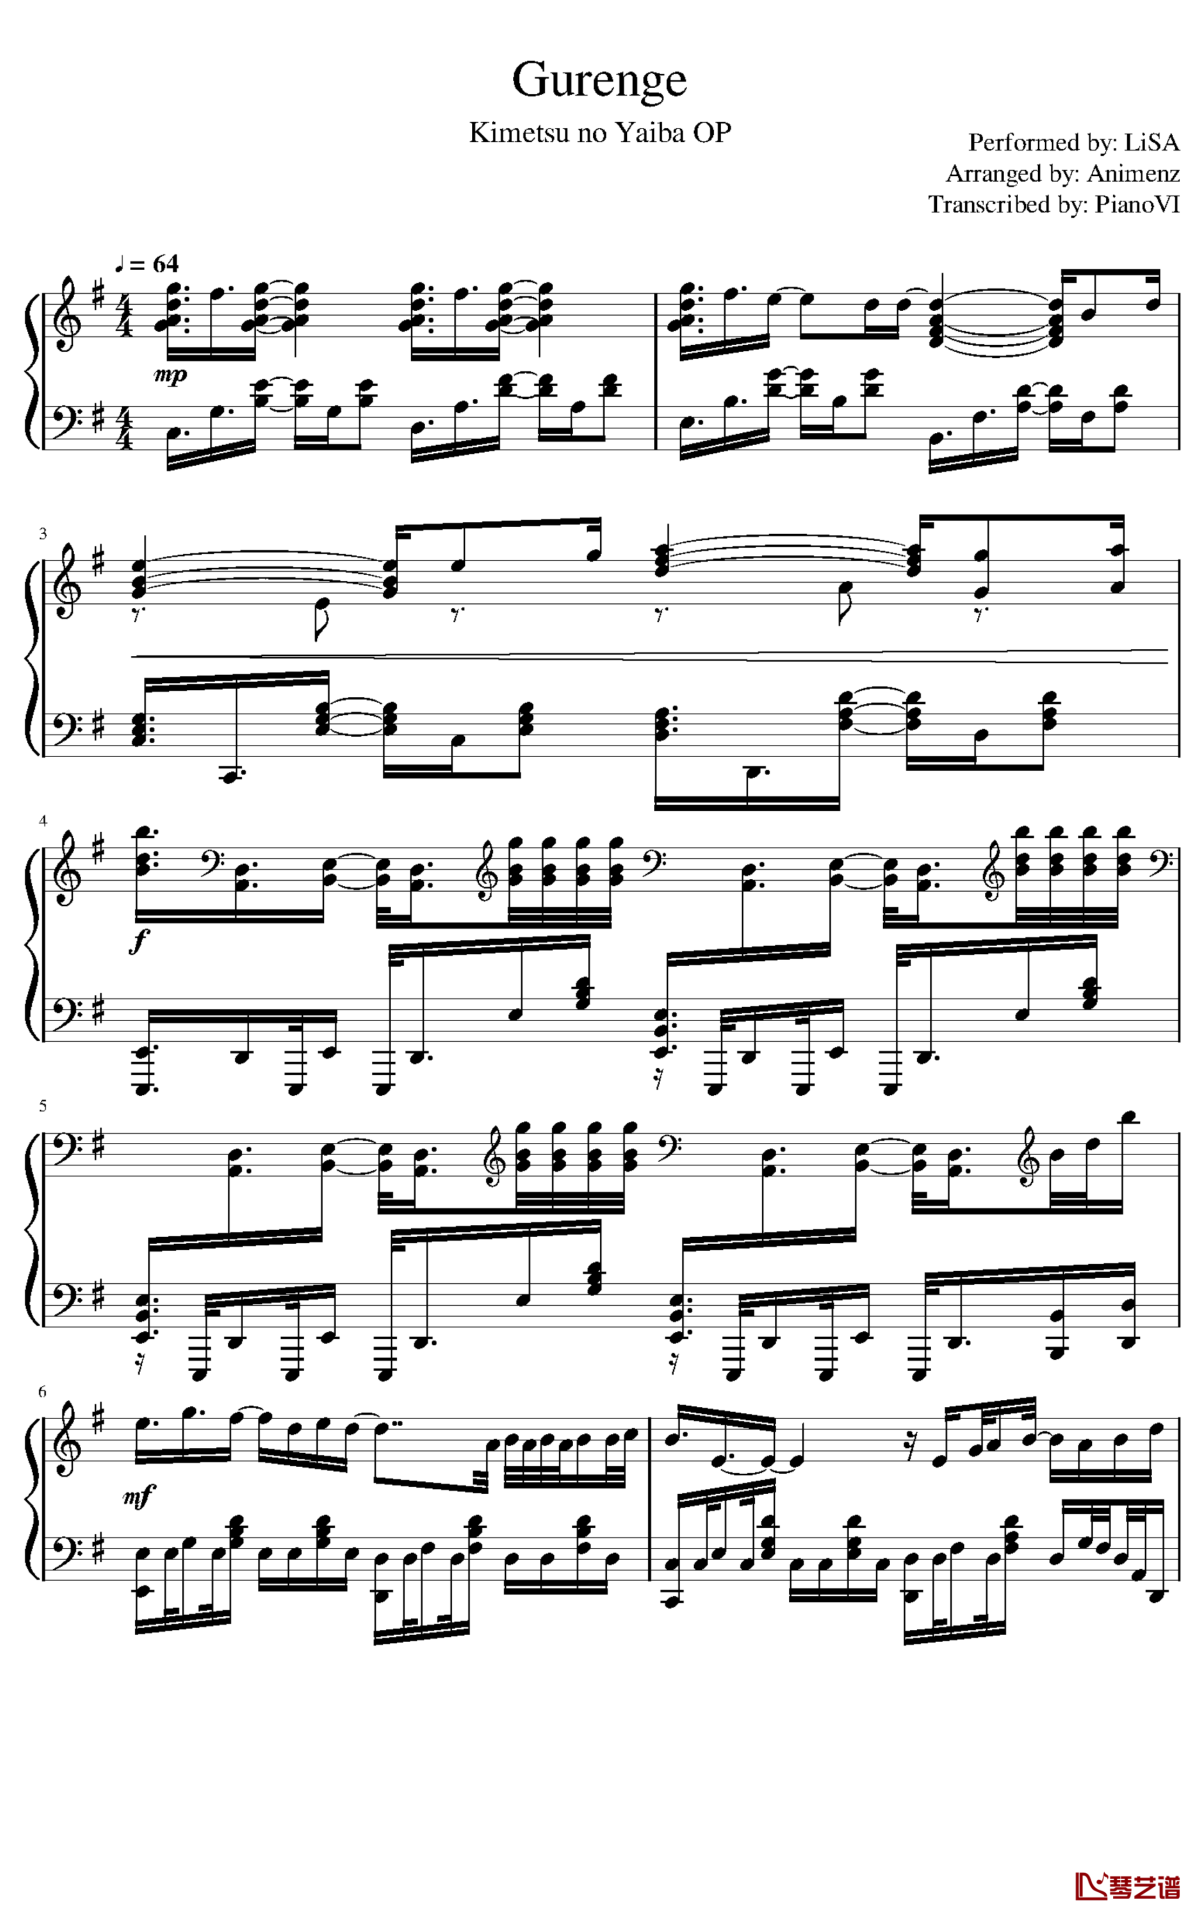 Gurenge
Kimetsu no Yaiba OP
Performed by: LiSA
Arranged by: Animenz
Transcribed by: PianoVI
♩ = 64
mp
3
4
f
5
6
mf
琴艺谱